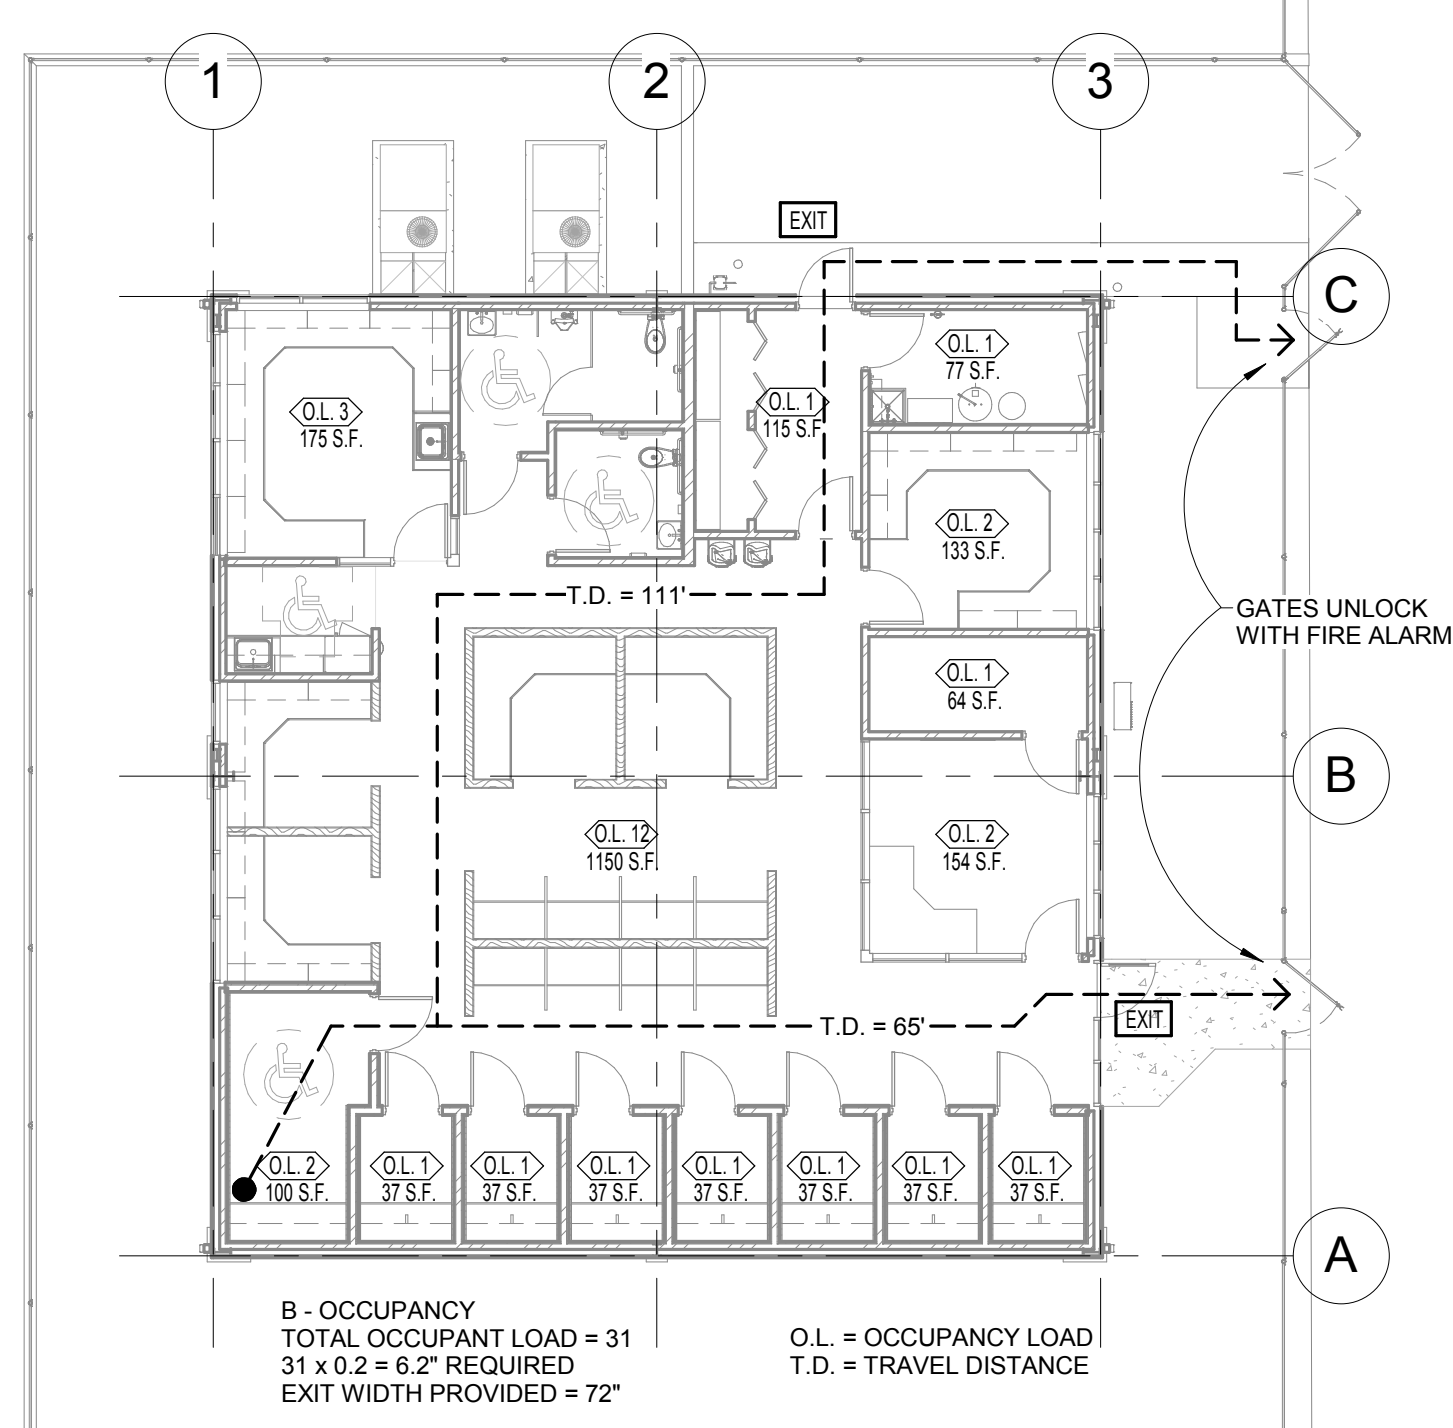 1
2
3
EXIT
C
O.L. 1
77 S.F.
O.L. 3
175 S.F.
O.L. 1
115 S.F.
O.L. 2
133 S.F.
T.D. = 111'
GATES UNLOCK
WITH FIRE ALARM
O.L. 1
64 S.F.
B
O.L. 12
1150 S.F.
O.L. 2
154 S.F.
T.D. = 65'
EXIT
O.L. 2
100 S.F.
O.L. 1
37 S.F.
O.L. 1
37 S.F.
O.L. 1
37 S.F.
O.L. 1
37 S.F.
O.L. 1
37 S.F.
O.L. 1
37 S.F.
O.L. 1
37 S.F.
A
B - OCCUPANCY
TOTAL OCCUPANT LOAD = 31
31 x 0.2 = 6.2" REQUIRED
EXIT WIDTH PROVIDED = 72"
O.L. = OCCUPANCY LOAD
T.D. = TRAVEL DISTANCE